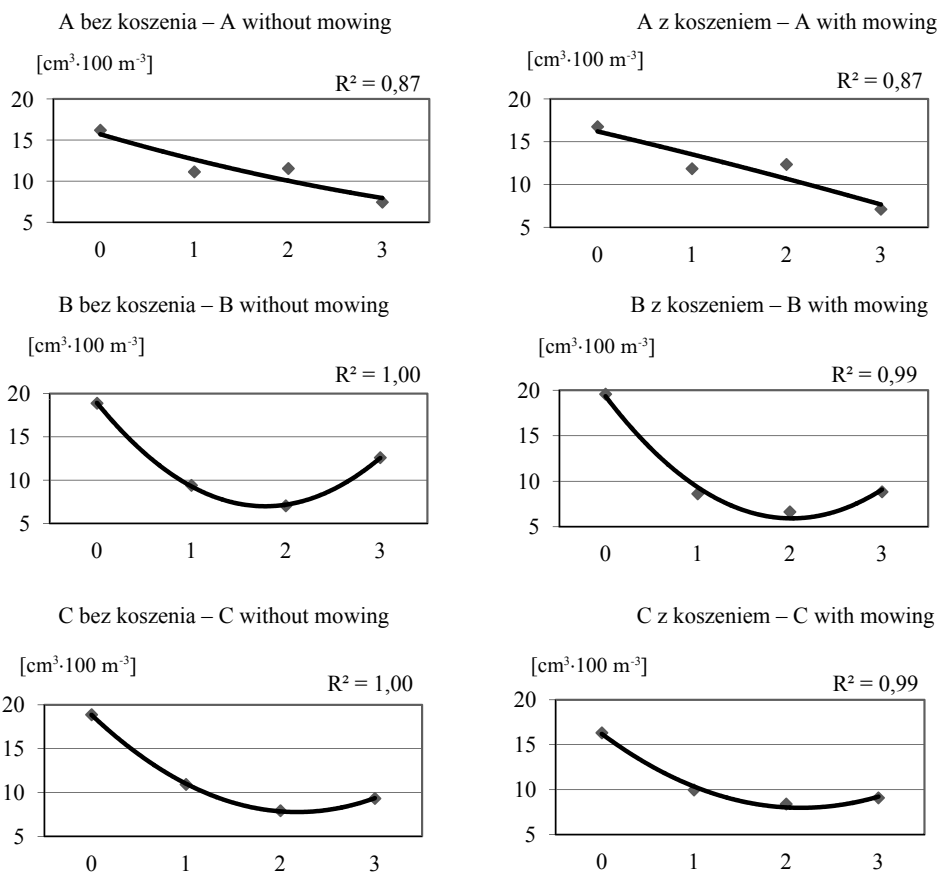 A bez koszenia – A without mowing
[cm³·100 m⁻³]
R² = 0,87
20
15
10
5
0 1 2 3
A z koszeniem – A with mowing
[cm³·100 m⁻³]
R² = 0,87
20
15
10
5
0 1 2 3
B bez koszenia – B without mowing
[cm³·100 m⁻³]
R² = 1,00
20
15
10
5
0 1 2 3
B z koszeniem – B with mowing
[cm³·100 m⁻³]
R² = 0,99
20
15
10
5
0 1 2 3
C bez koszenia – C without mowing
[cm³·100 m⁻³]
R² = 1,00
20
15
10
5
0 1 2 3
C z koszeniem – C with mowing
[cm³·100 m⁻³]
R² = 0,99
20
15
10
5
0 1 2 3